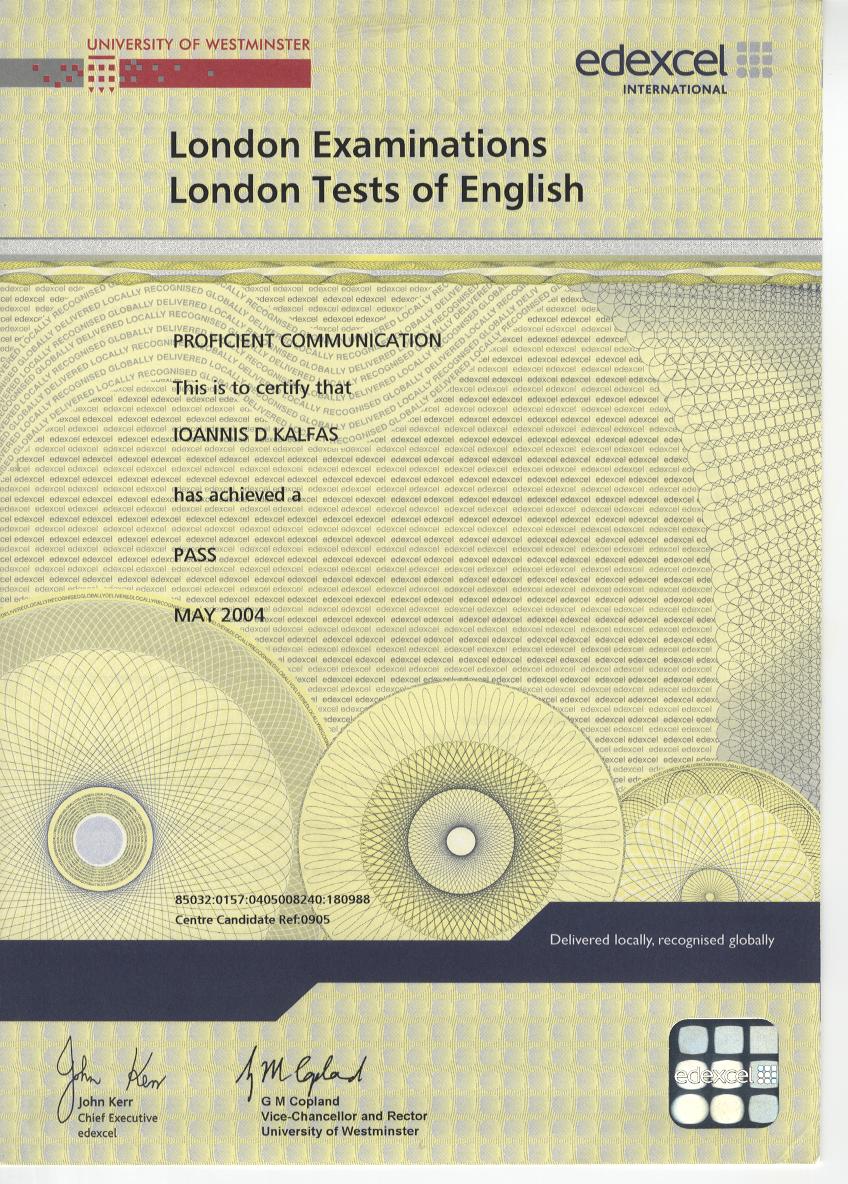 UNIVERSITY OF WESTMINSTER
edexcel
INTERNATIONAL
London Examinations
London Tests of English
PROFICIENT COMMUNICATION
This is to certify that
IOANNIS D KALFAS
has achieved a
PASS
MAY 2004
85032:0157:0405008240:180988
Centre Candidate Ref:0905
Delivered locally, recognised globally
John Kerr
G M Copland
John Kerr
Chief Executive
edexcel
G M Copland
Vice-Chancellor and Rector
University of Westminster
edexcel